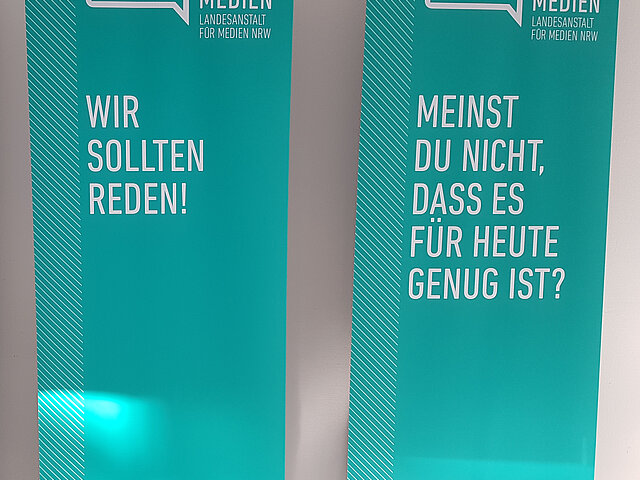 MEDIEN
LANDESANSTALT
FÜR MEDIEN NRW
WIR
SOLLTEN
REDEN!
MEDIEN
LANDESANSTALT
FÜR MEDIEN NRW
MEINST
DU NICHT,
DASS ES
FÜR HEUTE
GENUG IST?